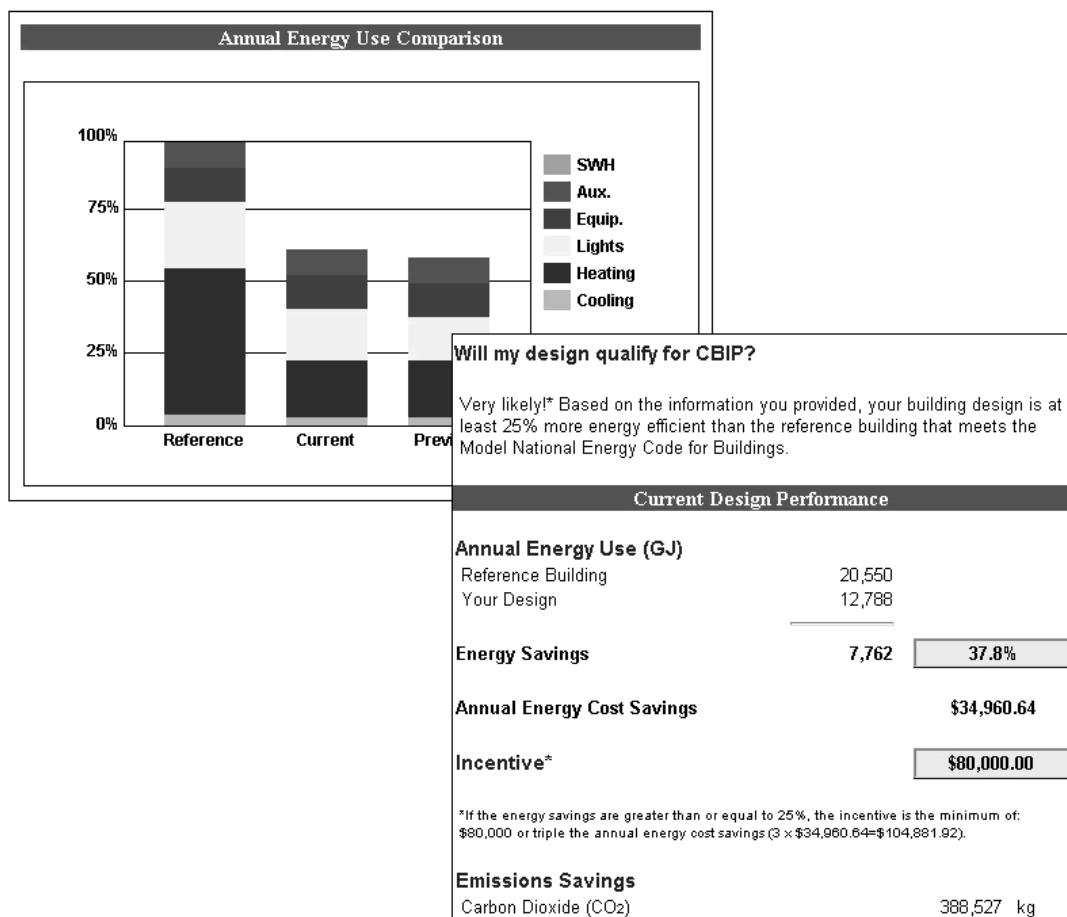 Annual Energy Use Comparison
100%
75%
50%
25%
0%
Reference
Current
Previ
SWH
Aux.
Equip.
Lights
Heating
Cooling
Will my design qualify for CBIP?
Very likely!* Based on the information you provided, your building design is at
least 25% more energy efficient than the reference building that meets the
Model National Energy Code for Buildings.
Current Design Performance
Annual Energy Use (GJ)
Reference Building 20,550
Your Design 12,788
Energy Savings 7,762 37.8%
Annual Energy Cost Savings $34,960.64
Incentive* $80,000.00
*If the energy savings are greater than or equal to 25%, the incentive is the minimum of:
$80,000 or triple the annual energy cost savings (3 x $34,960.64=$104,881.92).
Emissions Savings
Carbon Dioxide (CO2) 388,527 kg